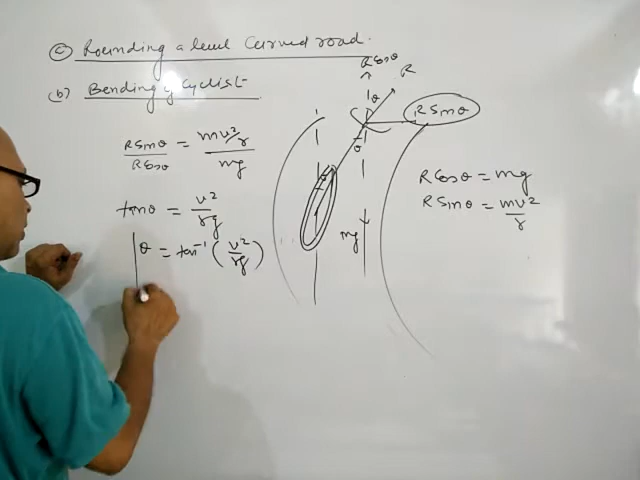 (c) Rounding a level Curved road.
(b) Bending of Cyclist
R Sinθ / R Cosθ = mv²/r / mg
tanθ = v² / rg
θ = tan⁻¹ (v² / rg)
R Cosθ
R
θ
R Sinθ
θ
mg
R Cosθ = mg
R Sinθ = mv² / r